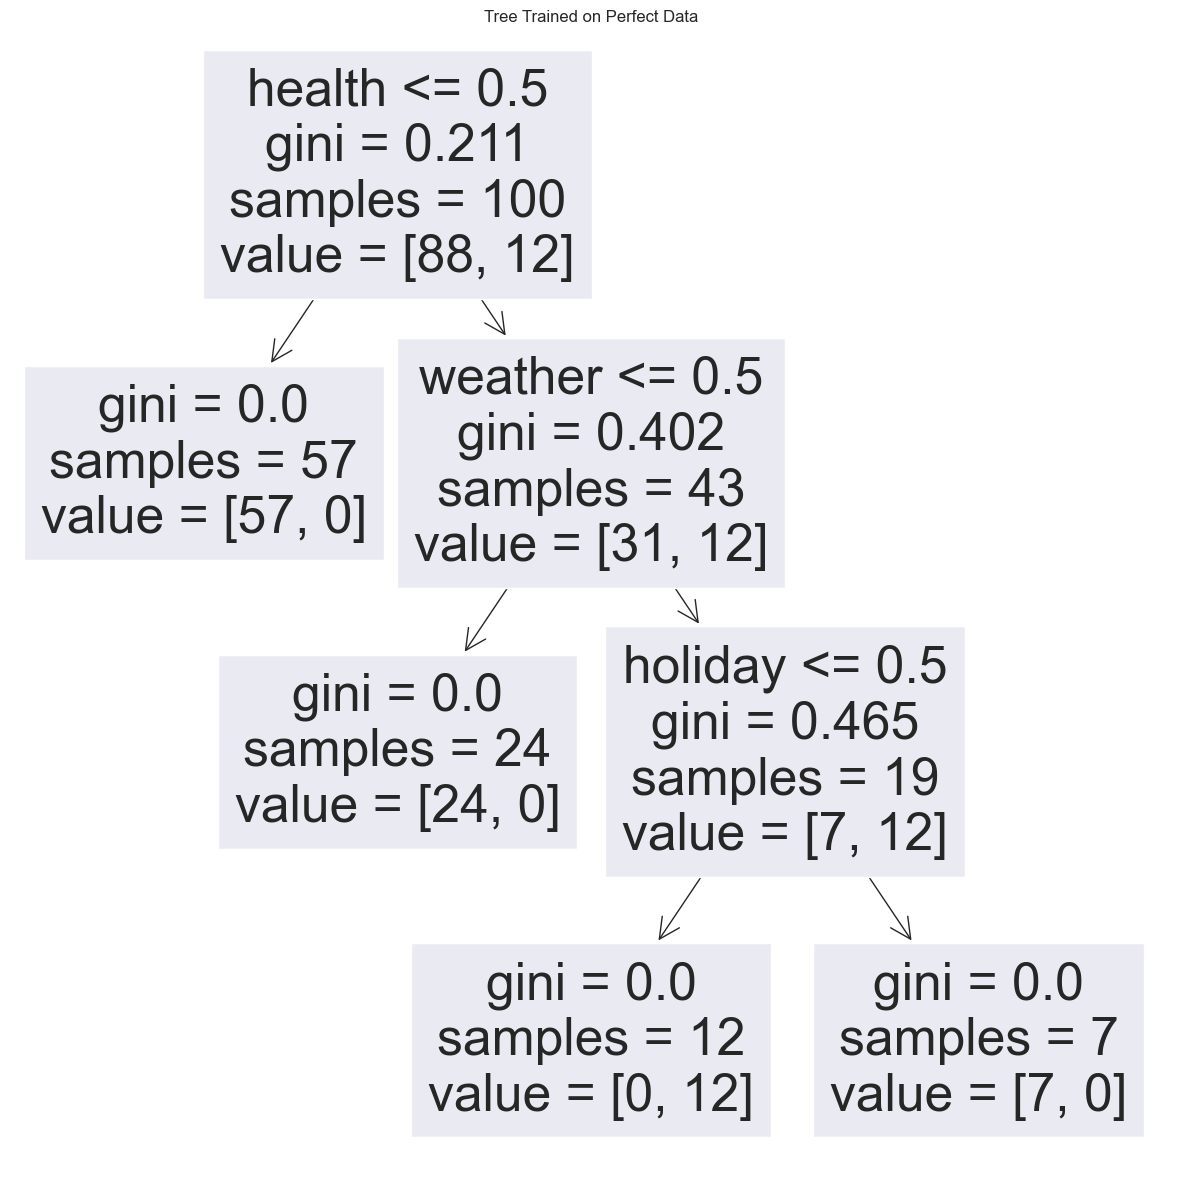 Tree Trained on Perfect Data
health <= 0.5
gini = 0.211
samples = 100
value = [88, 12]
gini = 0.0
samples = 57
value = [57, 0]
weather <= 0.5
gini = 0.402
samples = 43
value = [31, 12]
gini = 0.0
samples = 24
value = [24, 0]
holiday <= 0.5
gini = 0.465
samples = 19
value = [7, 12]
gini = 0.0
samples = 12
value = [0, 12]
gini = 0.0
samples = 7
value = [7, 0]